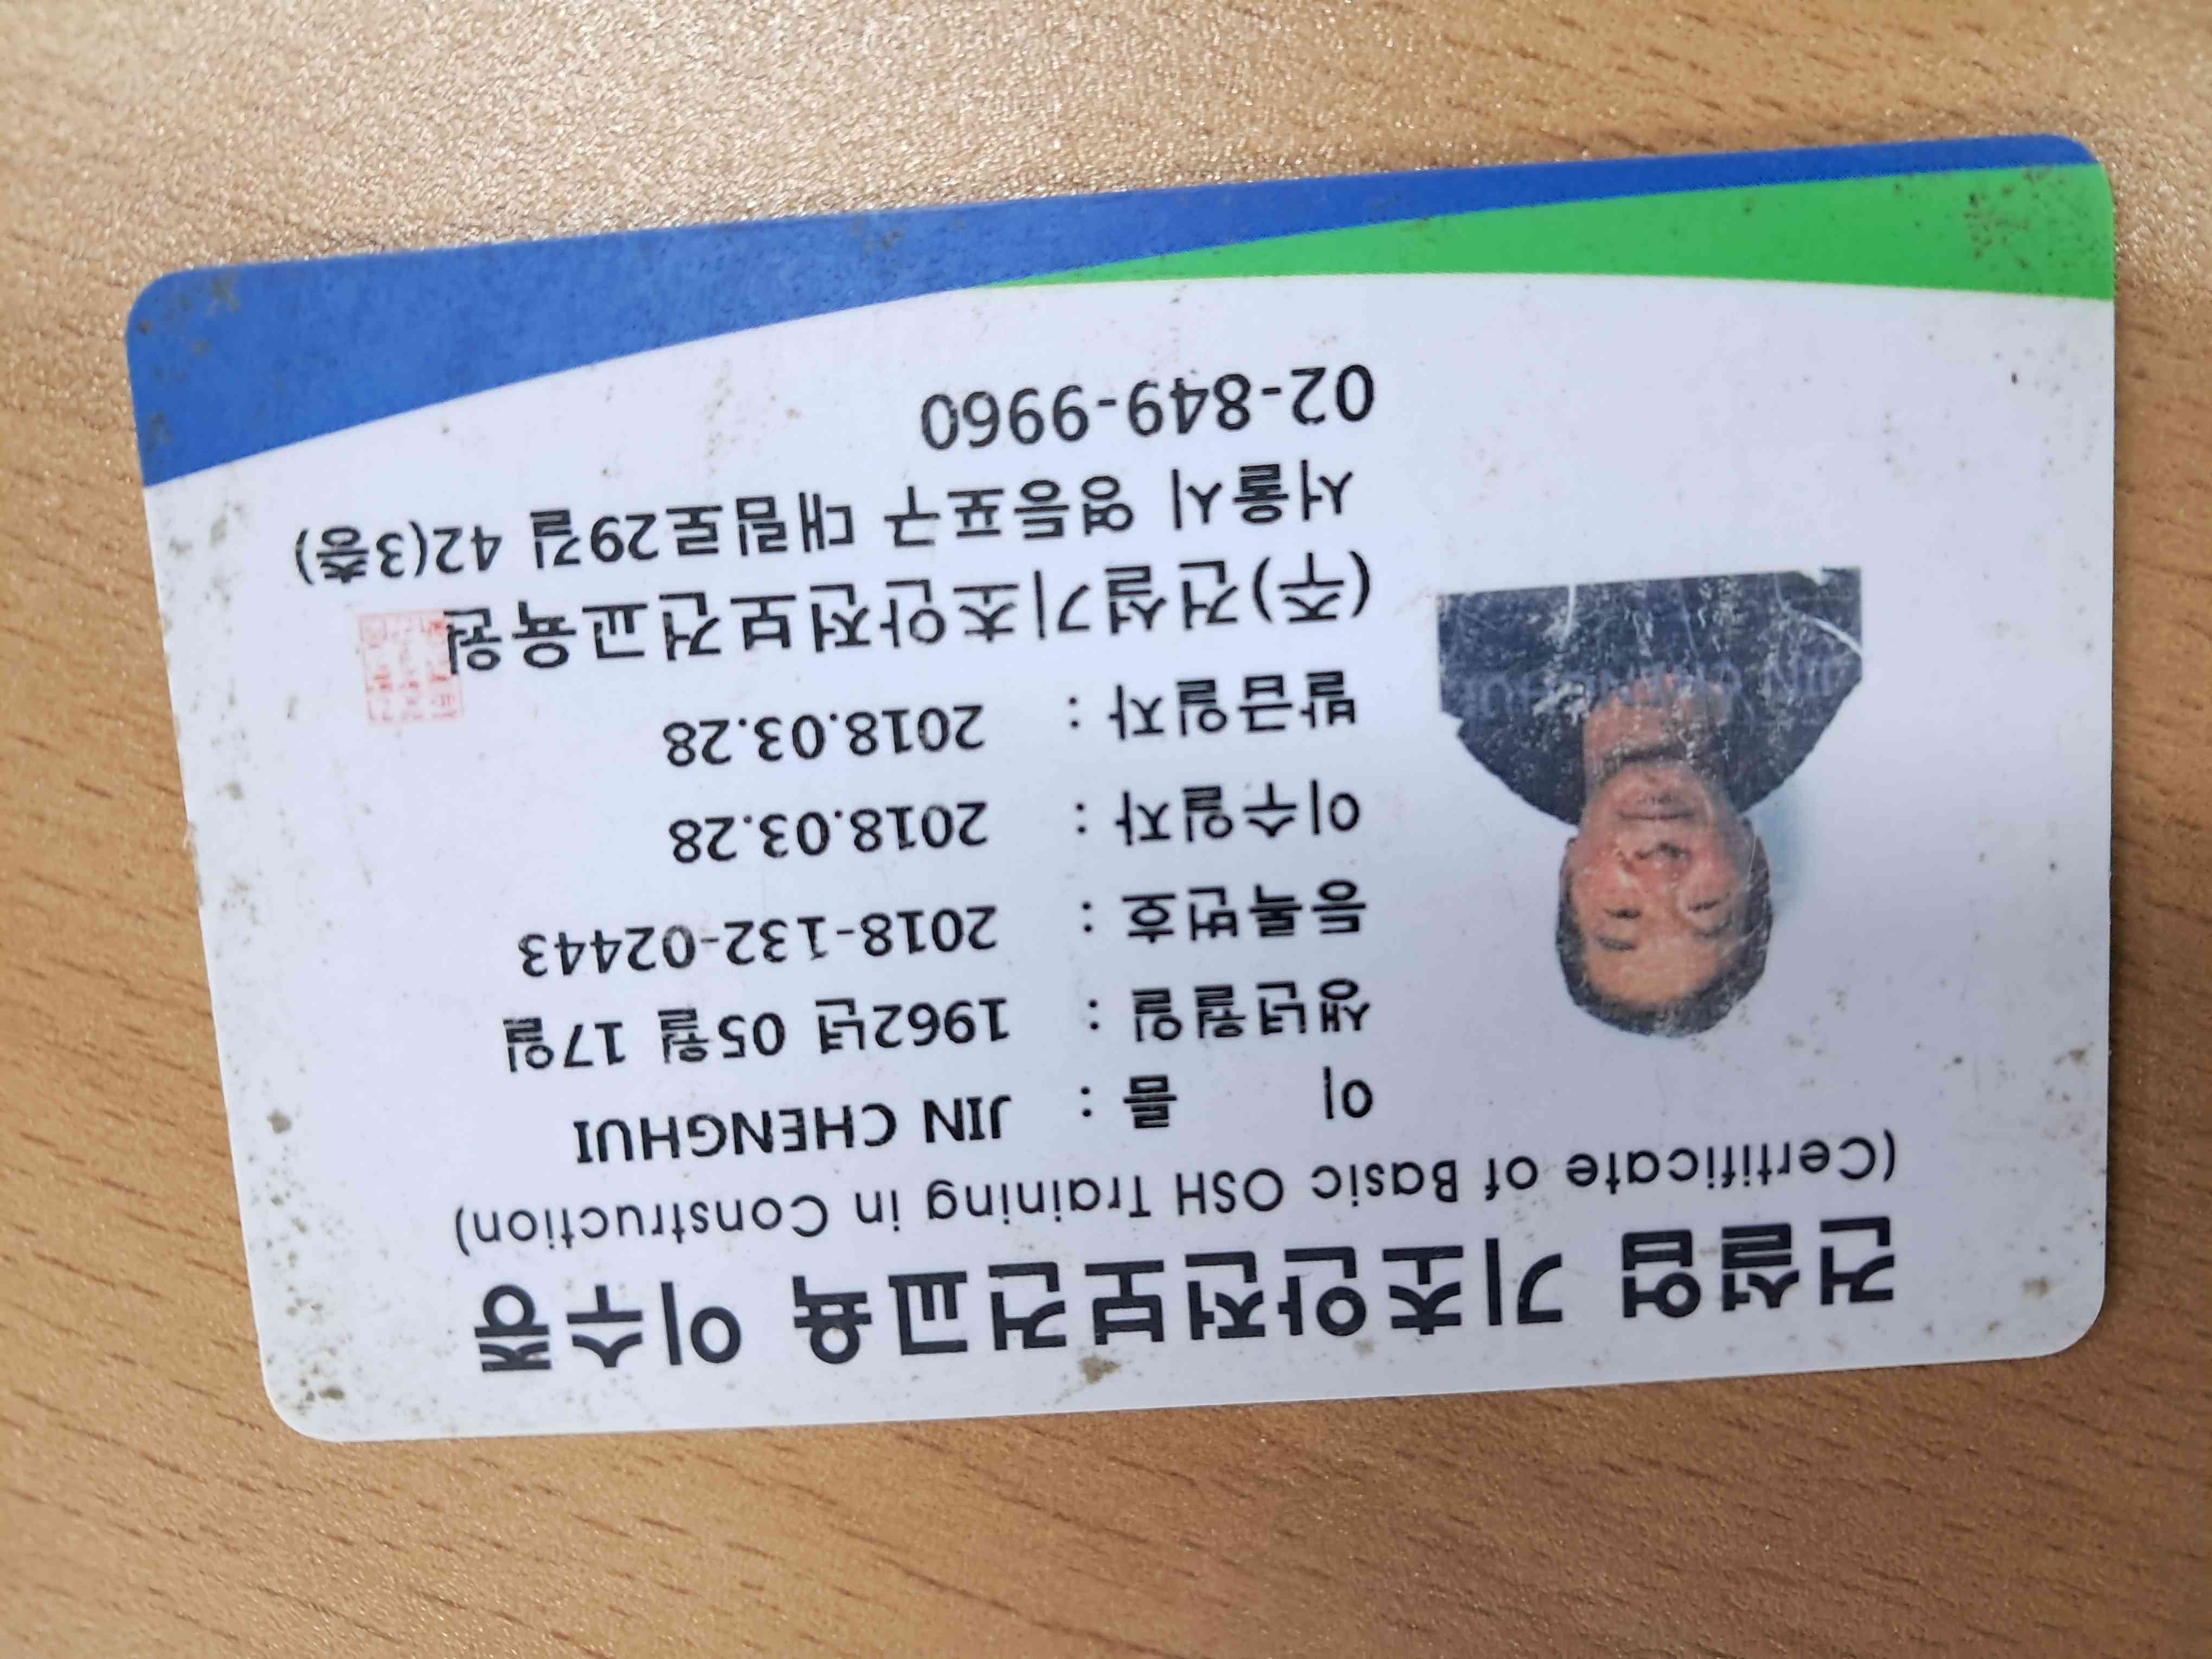 건설업 기초안전보건교육 이수증
(Certificate of Basic OSH Training in Construction)
이 름 : JIN CHENGHUI
생년월일 : 1962년 05월 17일
등록번호 : 2018-132-02443
이수일자 : 2018.03.28
발급일자 : 2018.03.28
(주)건설기초안전보건교육원
서울시 영등포구 대림로29길 42(3층)
02-849-9960